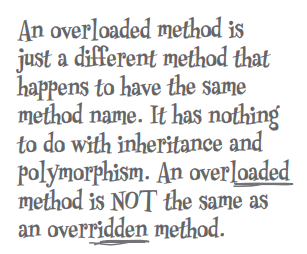 An overloaded method is
just a different method that
happens to have the same
method name. It has nothing
to do with inheritance and
polymorphism. An overloaded
method is NOT the same as
an overridden method.